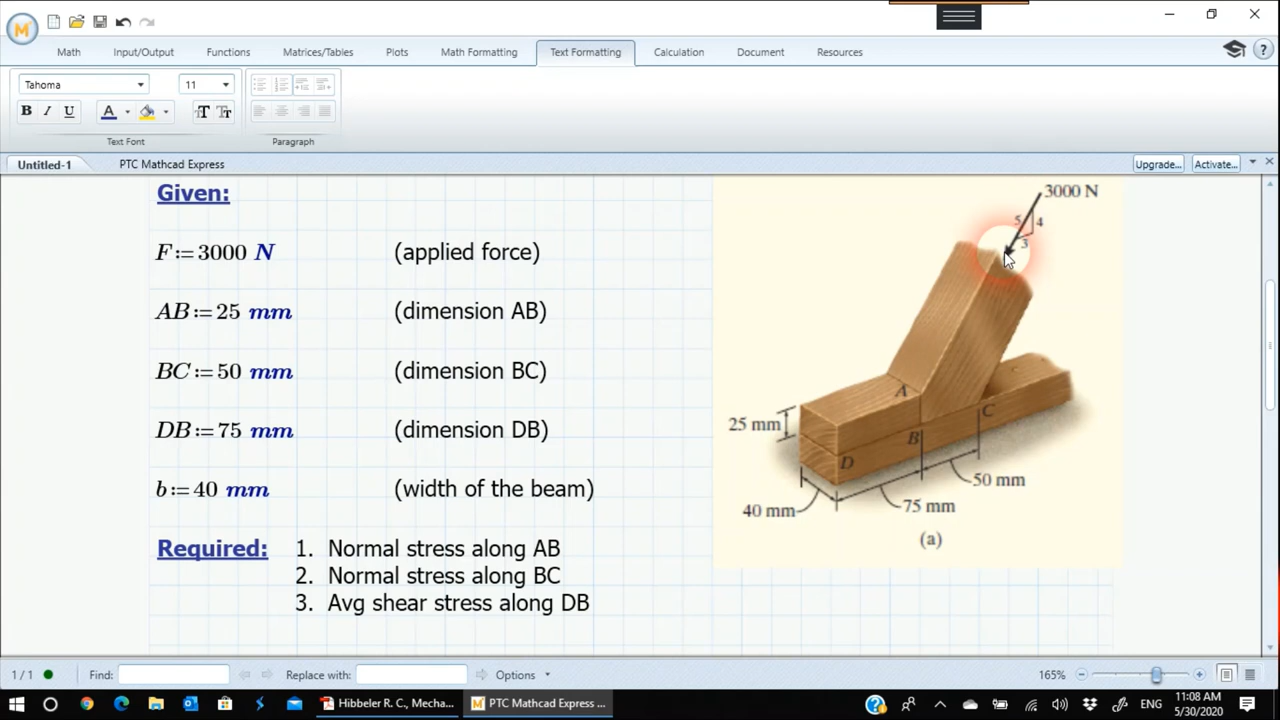 Math Input/Output Functions Matrices/Tables Plots Math Formatting Text Formatting Calculation Document Resources
Tahoma 11
B I U A
Text Font Paragraph
Untitled-1 PTC Mathcad Express Upgrade... Activate...
Given:
F:=3000 N (applied force)
AB:=25 mm (dimension AB)
BC:=50 mm (dimension BC)
DB:=75 mm (dimension DB)
b:=40 mm (width of the beam)
Required: 1. Normal stress along AB
2. Normal stress along BC
3. Avg shear stress along DB
3000 N
5 4
3
A
C
25 mm
B
D
50 mm
40 mm
75 mm
(a)
1 / 1 Find: Replace with: Options 165%
Hibbeler R. C., Mecha... PTC Mathcad Express ... ENG 11:08 AM
5/30/2020